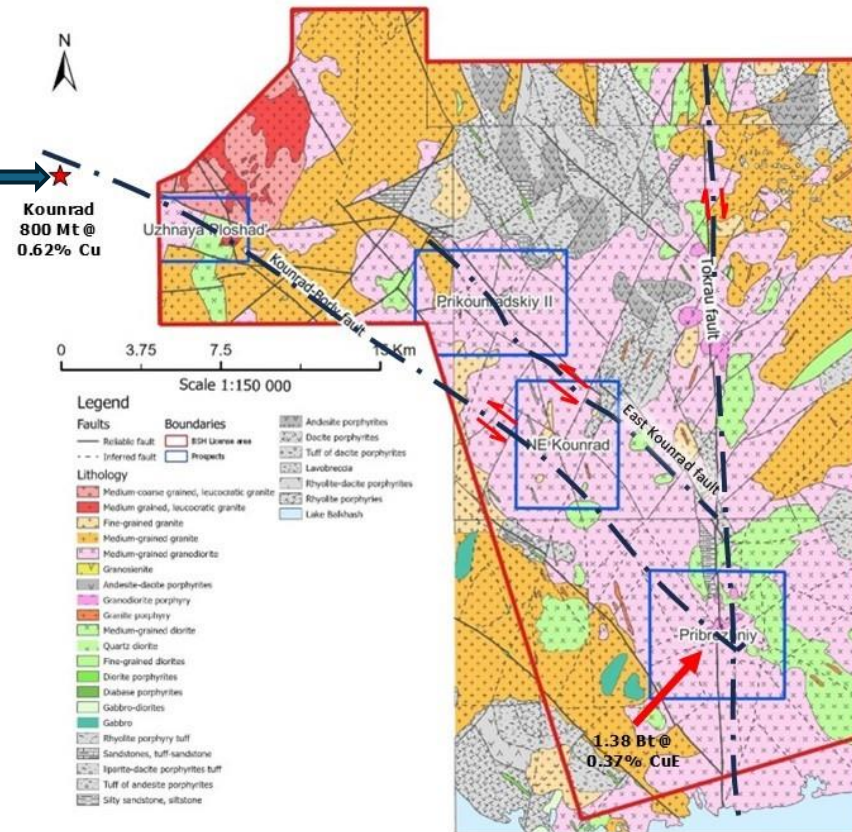 N
Kounrad
800 Mt @
0.62% Cu
Uzhnaya Ploshad
Kounrad-Body fault
Prikounradskiy II
Tokrau fault
NE Kounrad
East Kounrad fault
Pribrezhniy
1.38 Bt @
0.37% CuE
0 3.75 7.5 15 Km
Scale 1:150 000
Legend
Faults
Reliable fault
Inferred fault
Boundaries
BSH License area
Prospects
Lithology
Medium-coarse grained, leucocratic granite
Medium grained, leucocratic granite
Fine-grained granite
Medium-grained granite
Medium-grained granodiorite
Granosienite
Andesite-dacite porphyrites
Granodiorite porphyry
Granite porphyry
Medium-grained diorite
Quartz diorite
Fine-grained diorites
Diorite porphyrites
Diabase porphyrites
Gabbro-diorites
Gabbro
Rhyolite porphyry tuff
Sandstones, tuff-sandstone
liparite-dacite porphyrites tuff
Tuff of andesite porphyrites
Silty sandstone, siltstone
Andesite porphyrites
Dacite porphyrites
Tuff of dacite porphyrites
Lavobreccia
Rhyolite-dacite porphyrites
Rhyolite porphyries
Lake Balkhash